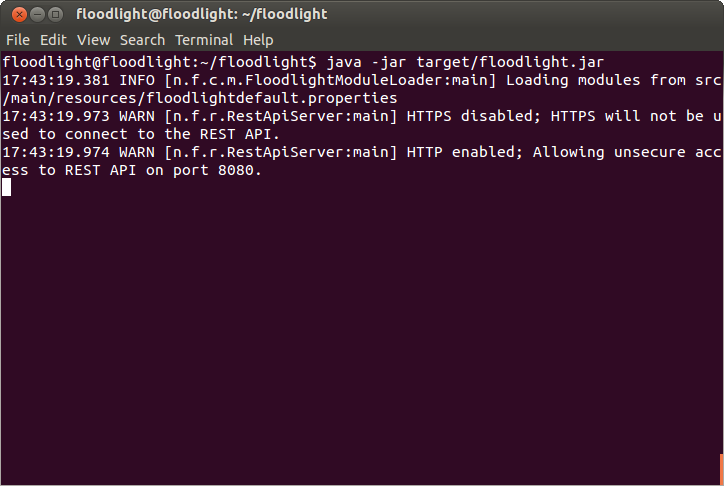 floodlight@floodlight: ~/floodlight
File Edit View Search Terminal Help
floodlight@floodlight:~/floodlight$ java -jar target/floodlight.jar
17:43:19.381 INFO [n.f.c.m.FloodlightModuleLoader:main] Loading modules from src
/main/resources/floodlightdefault.properties
17:43:19.973 WARN [n.f.r.RestApiServer:main] HTTPS disabled; HTTPS will not be u
sed to connect to the REST API.
17:43:19.974 WARN [n.f.r.RestApiServer:main] HTTP enabled; Allowing unsecure acc
ess to REST API on port 8080.